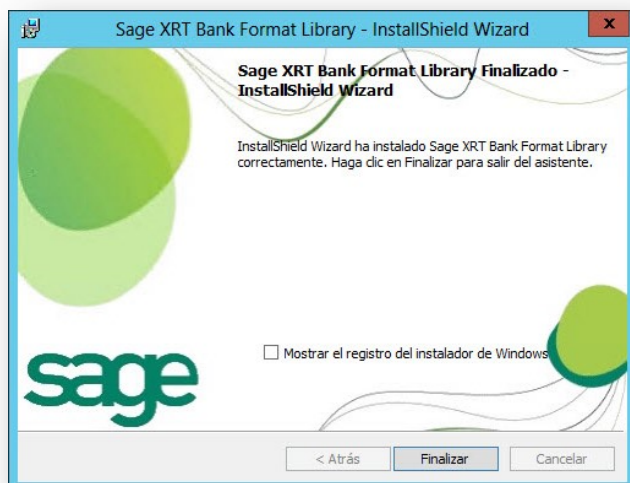 Sage XRT Bank Format Library - InstallShield Wizard
x
Sage XRT Bank Format Library Finalizado -
InstallShield Wizard
InstallShield Wizard ha instalado Sage XRT Bank Format Library
correctamente. Haga clic en Finalizar para salir del asistente.
Mostrar el registro del instalador de Windows
sage
< Atrás
Finalizar
Cancelar